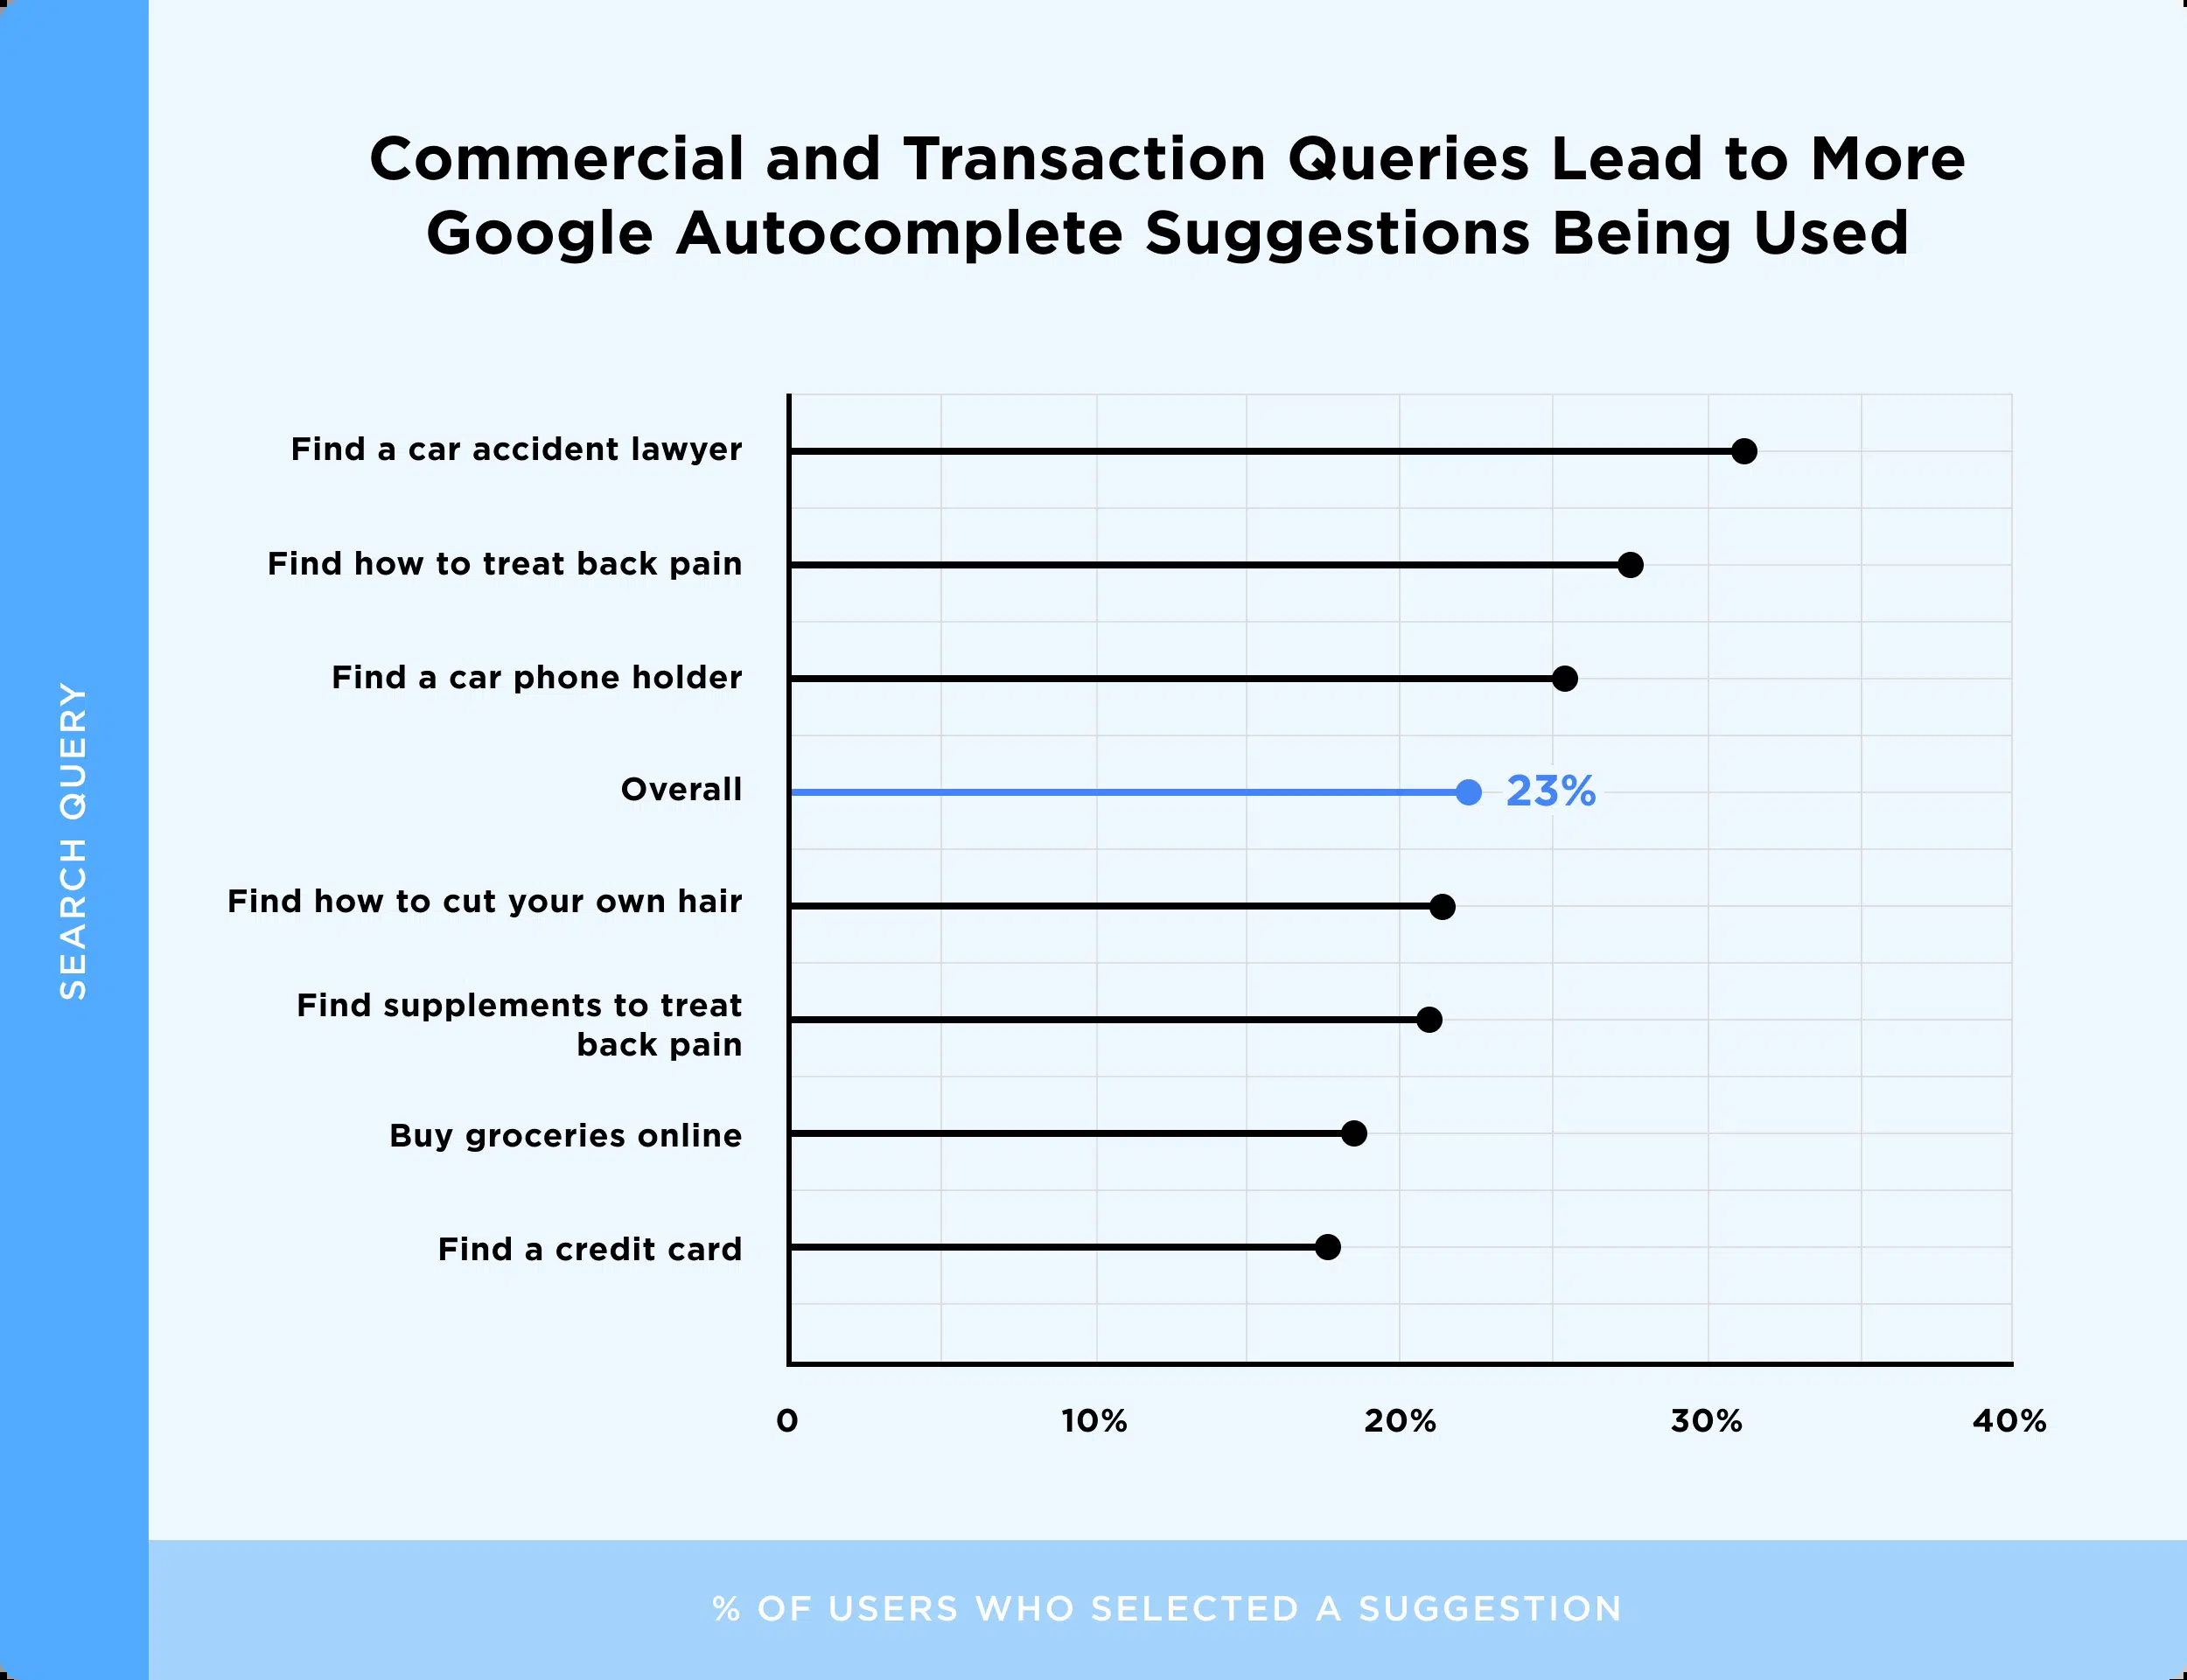 Commercial and Transaction Queries Lead to More
Google Autocomplete Suggestions Being Used
SEARCH QUERY
Find a car accident lawyer
Find how to treat back pain
Find a car phone holder
Overall
23%
Find how to cut your own hair
Find supplements to treat
back pain
Buy groceries online
Find a credit card
0 10% 20% 30% 40%
% OF USERS WHO SELECTED A SUGGESTION